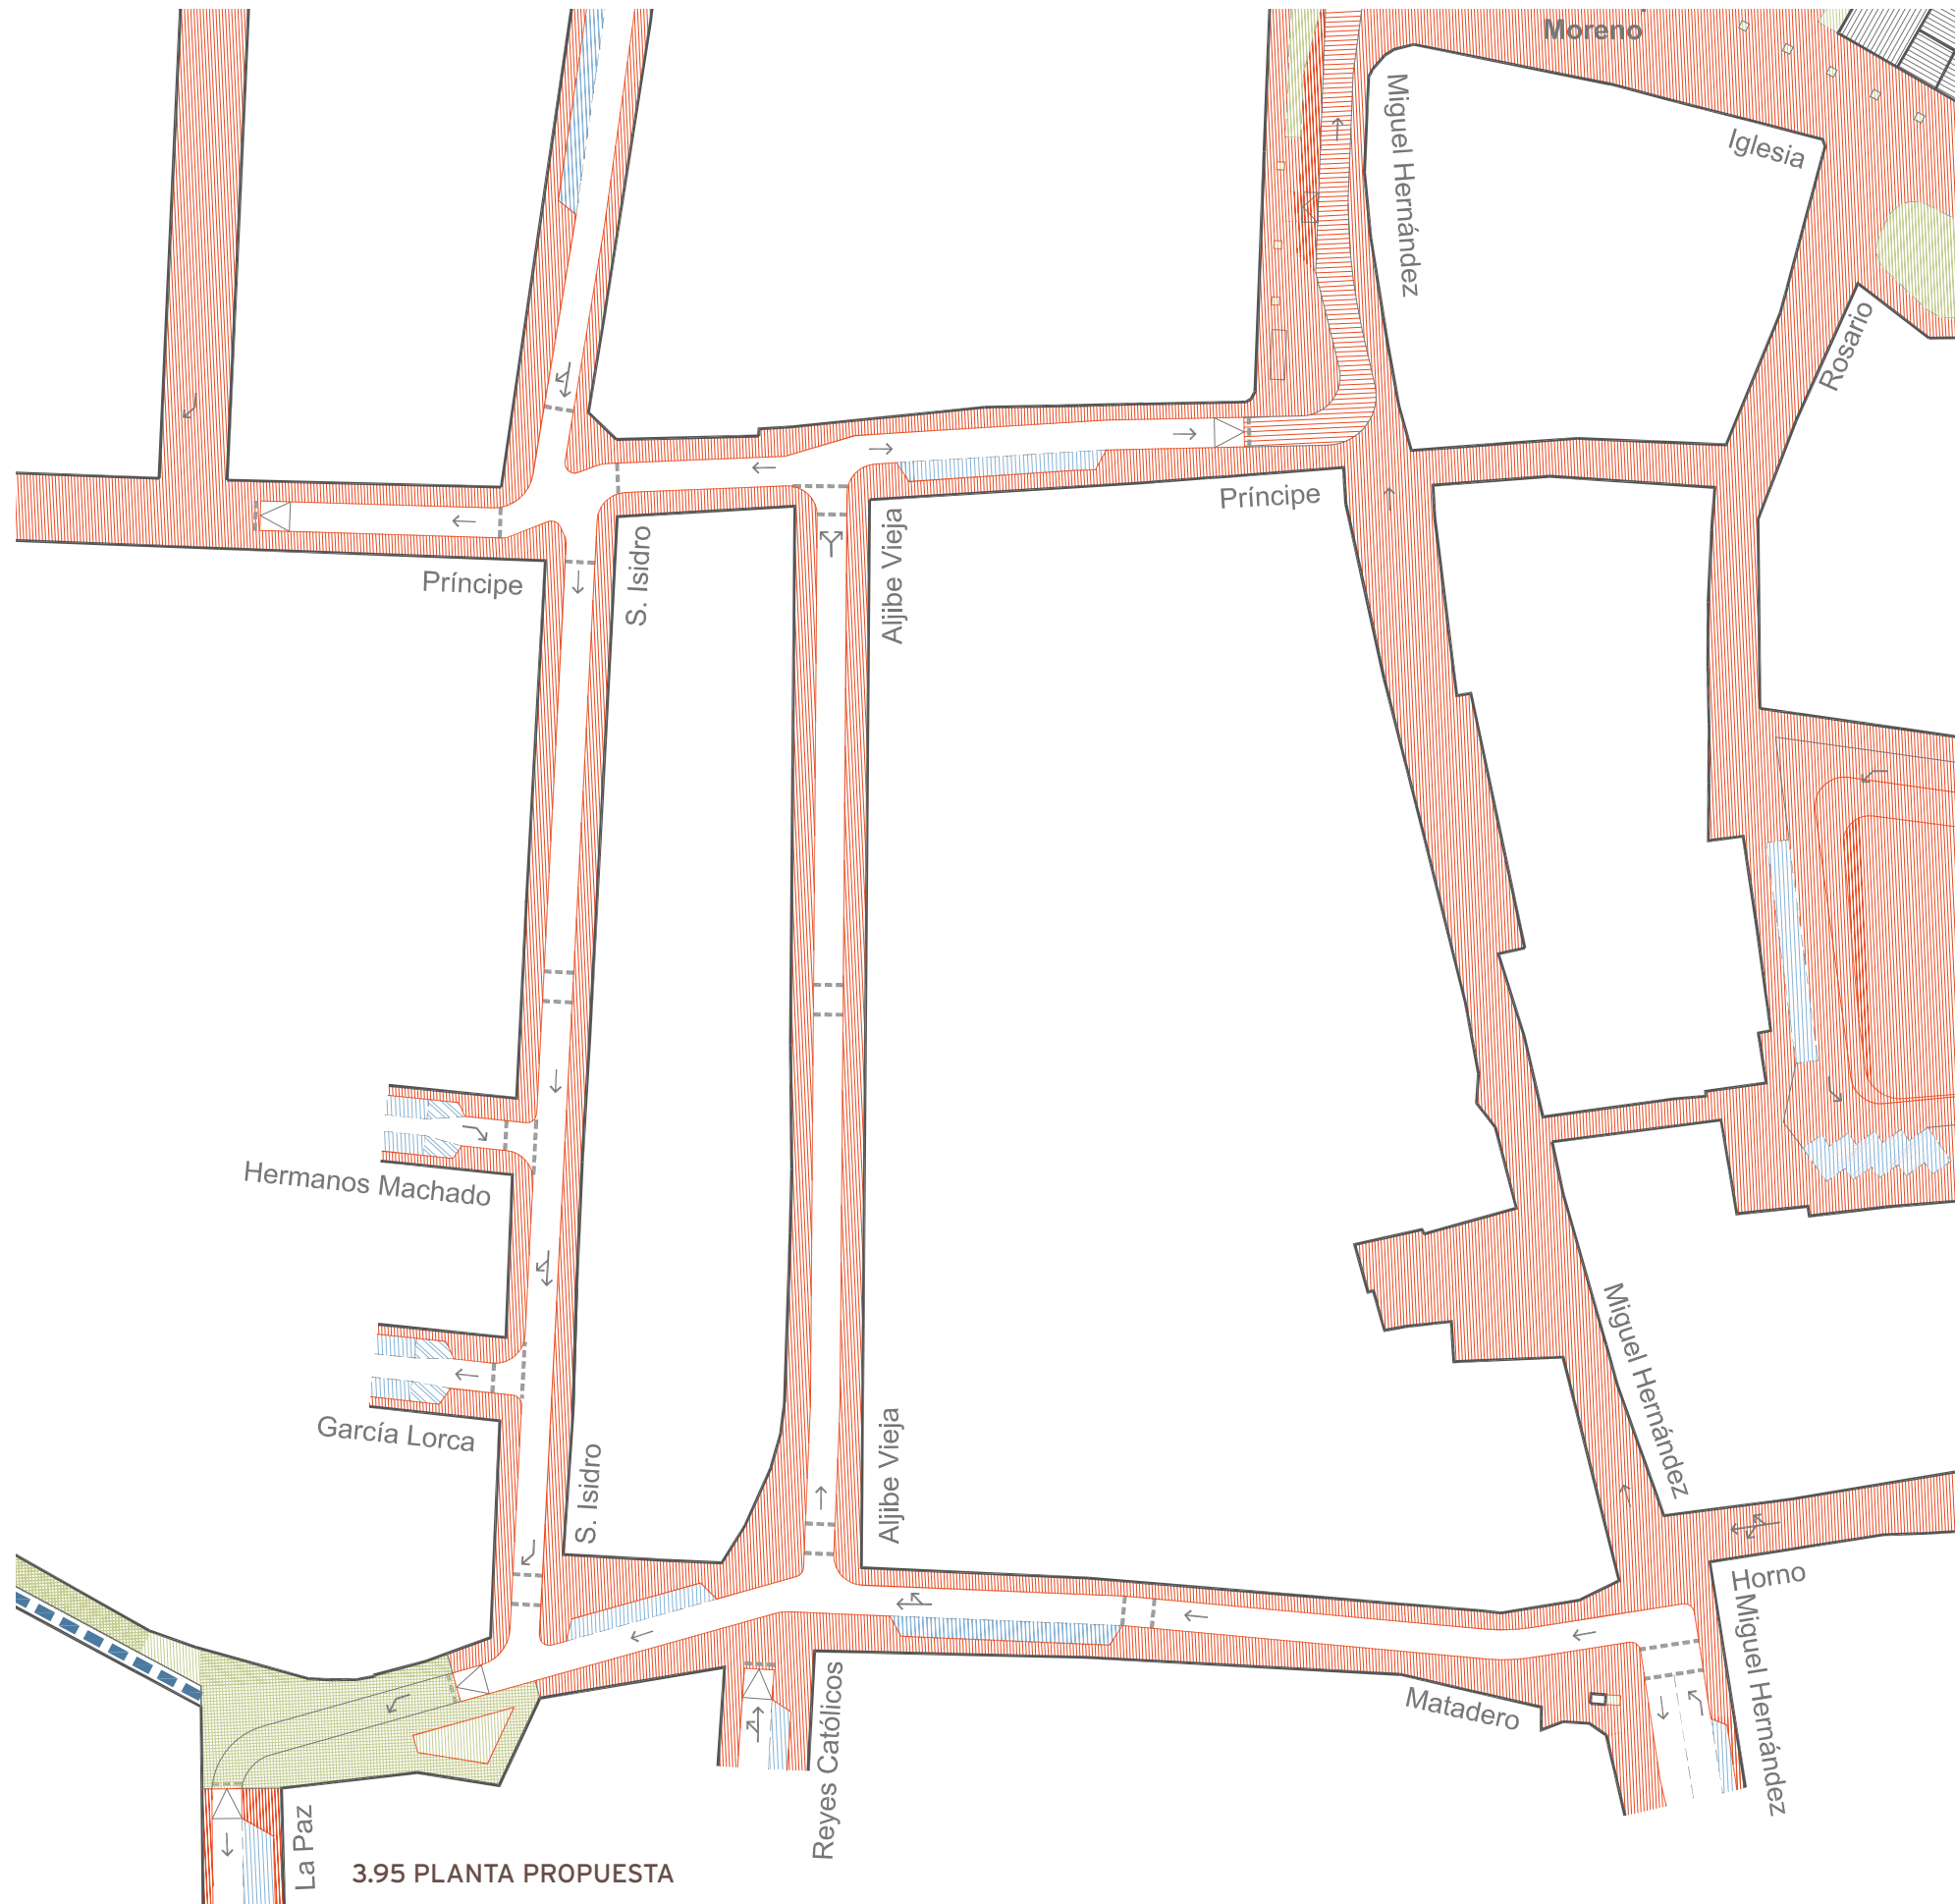 Moreno
Miguel Hernández
Iglesia
Rosario
Príncipe
Príncipe
S. Isidro
Aljibe Vieja
Hermanos Machado
García Lorca
S. Isidro
Aljibe Vieja
Miguel Hernández
Horno
Miguel Hernández
Matadero
Reyes Católicos
La Paz
3.95 PLANTA PROPUESTA